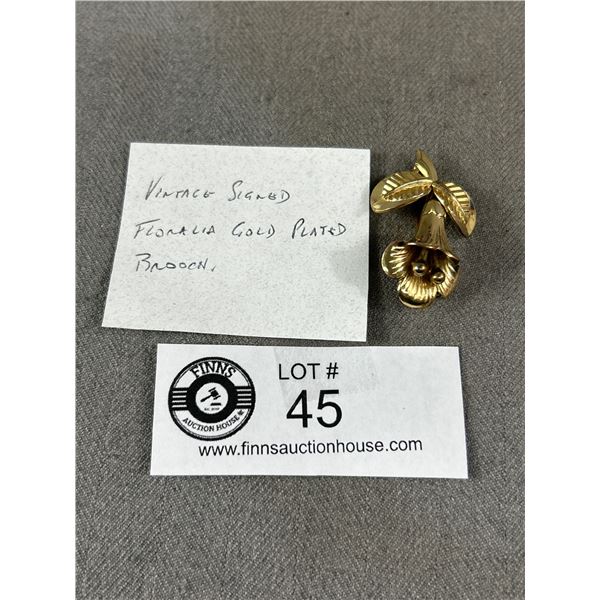 VINTAGE SIGNED
FLORALIA GOLD PLATED
BROOCH.
FINNS
AUCTION HOUSE
LOT #
45
www.finnsauctionhouse.com